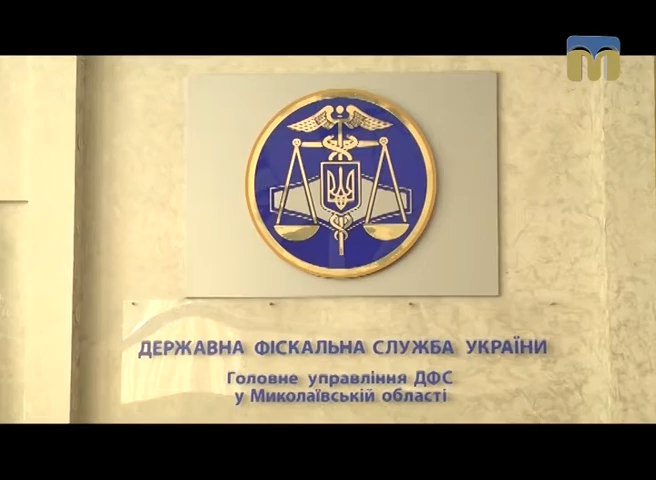 М
ДЕРЖАВНА ФІСКАЛЬНА СЛУЖБА УКРАЇНИ
Головне управління ДФС
у Миколаївській області